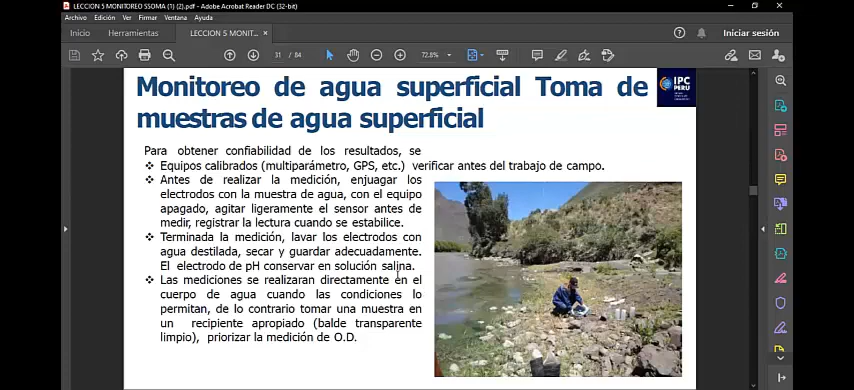 LECCION 5 MONITOREO SSOMA (1) (2).pdf - Adobe Acrobat Reader DC (32-bit)
Archivo Edición Ver Firmar Ventana Ayuda
Inicio Herramientas LECCION 5 MONIT... × Iniciar sesión
31 / 84 72.8%
Monitoreo de agua superficial Toma de
muestras de agua superficial
IPC
PERU
Para obtener confiabilidad de los resultados, se
❖ Equipos calibrados (multiparámetro, GPS, etc.) verificar antes del trabajo de campo.
❖ Antes de realizar la medición, enjuagar los
electrodos con la muestra de agua, con el equipo
apagado, agitar ligeramente el sensor antes de
medir, registrar la lectura cuando se estabilice.
❖ Terminada la medición, lavar los electrodos con
agua destilada, secar y guardar adecuadamente.
El electrodo de pH conservar en solución salina.
❖ Las mediciones se realizaran directamente en el
cuerpo de agua cuando las condiciones lo
permitan, de lo contrario tomar una muestra en
un recipiente apropiado (balde transparente
limpio), priorizar la medición de O.D.